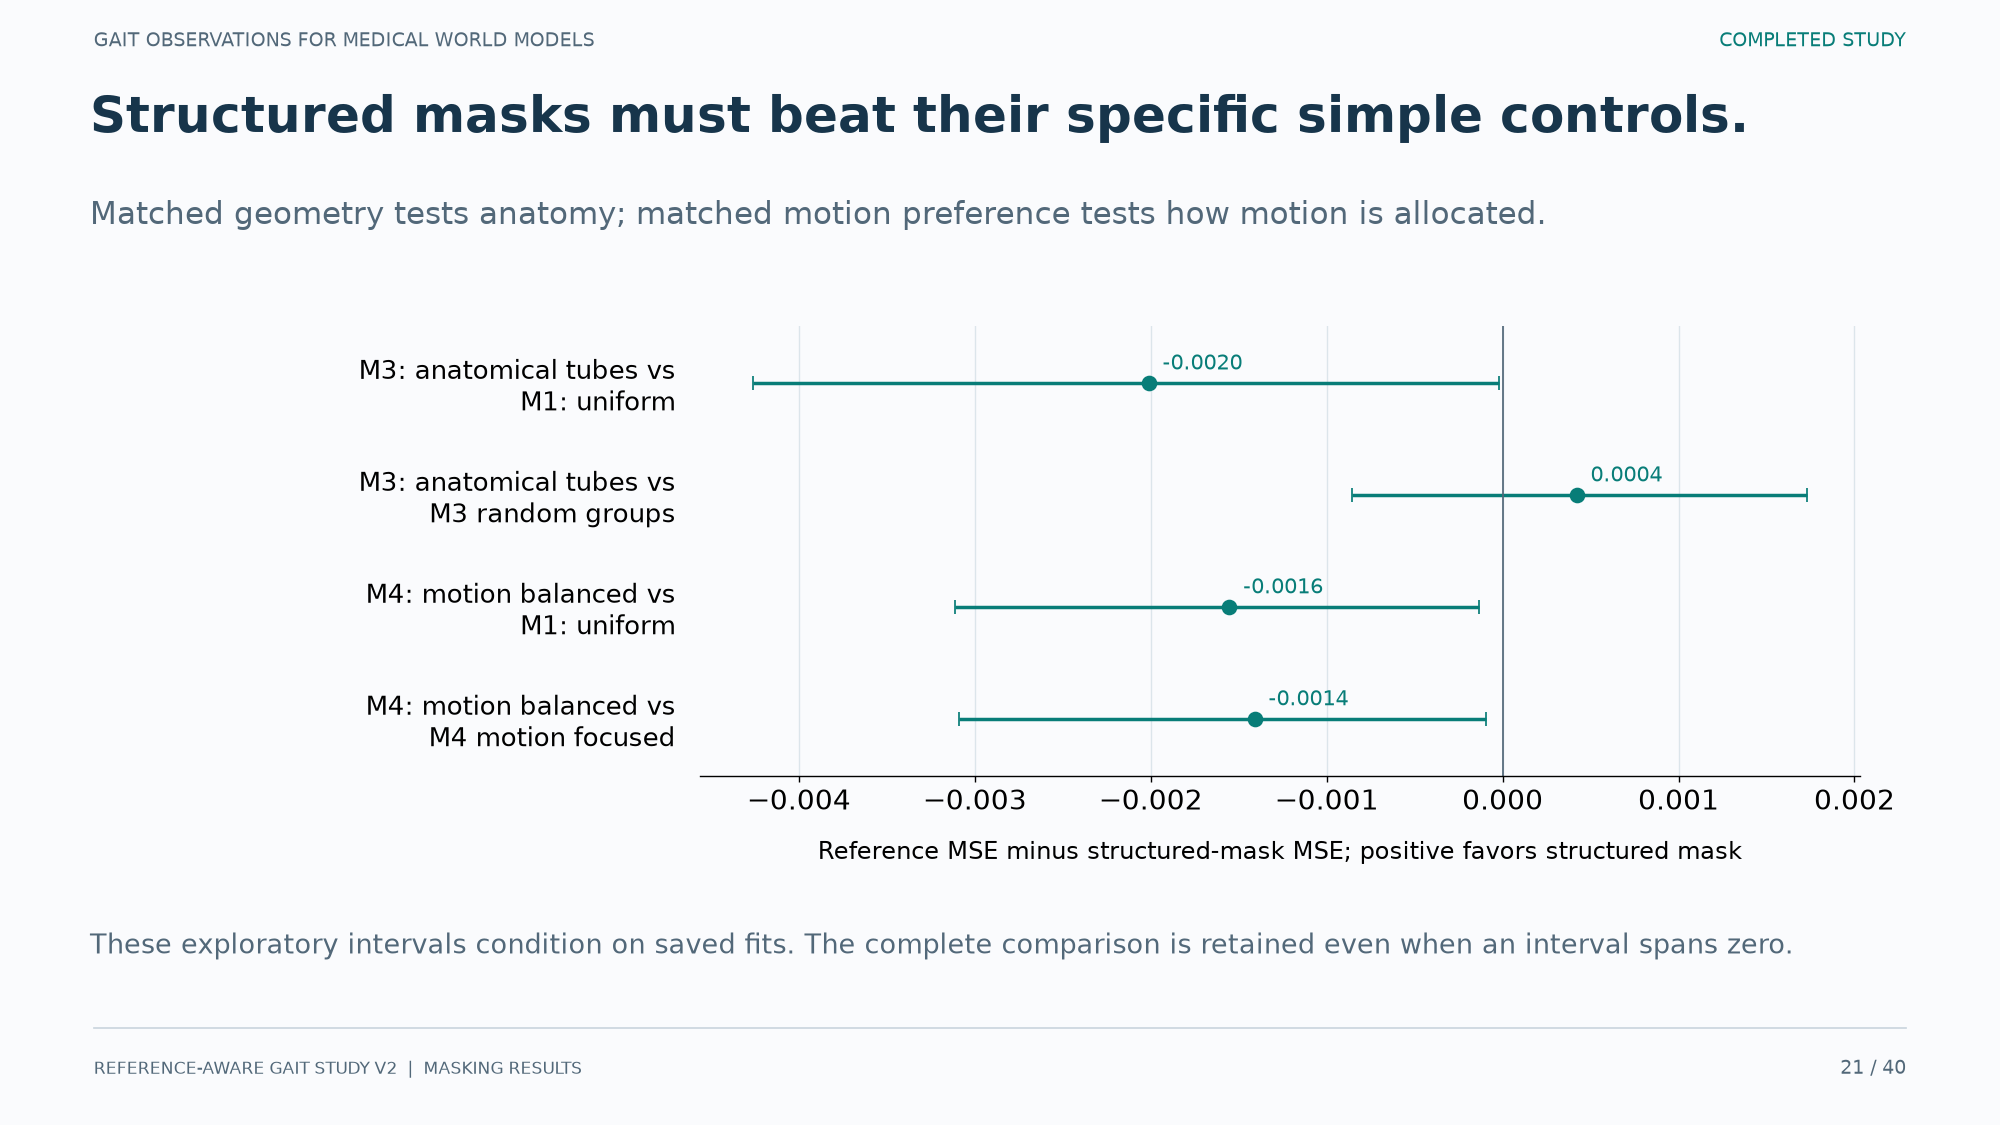 GAIT OBSERVATIONS FOR MEDICAL WORLD MODELS
COMPLETED STUDY
Structured masks must beat their specific simple controls.
Matched geometry tests anatomy; matched motion preference tests how motion is allocated.
M3: anatomical tubes vs
M1: uniform
-0.0020
M3: anatomical tubes vs
M3 random groups
0.0004
M4: motion balanced vs
M1: uniform
-0.0016
M4: motion balanced vs
M4 motion focused
-0.0014
−0.004 −0.003 −0.002 −0.001 0.000 0.001 0.002
Reference MSE minus structured-mask MSE; positive favors structured mask
These exploratory intervals condition on saved fits. The complete comparison is retained even when an interval spans zero.
REFERENCE-AWARE GAIT STUDY V2 | MASKING RESULTS
21 / 40